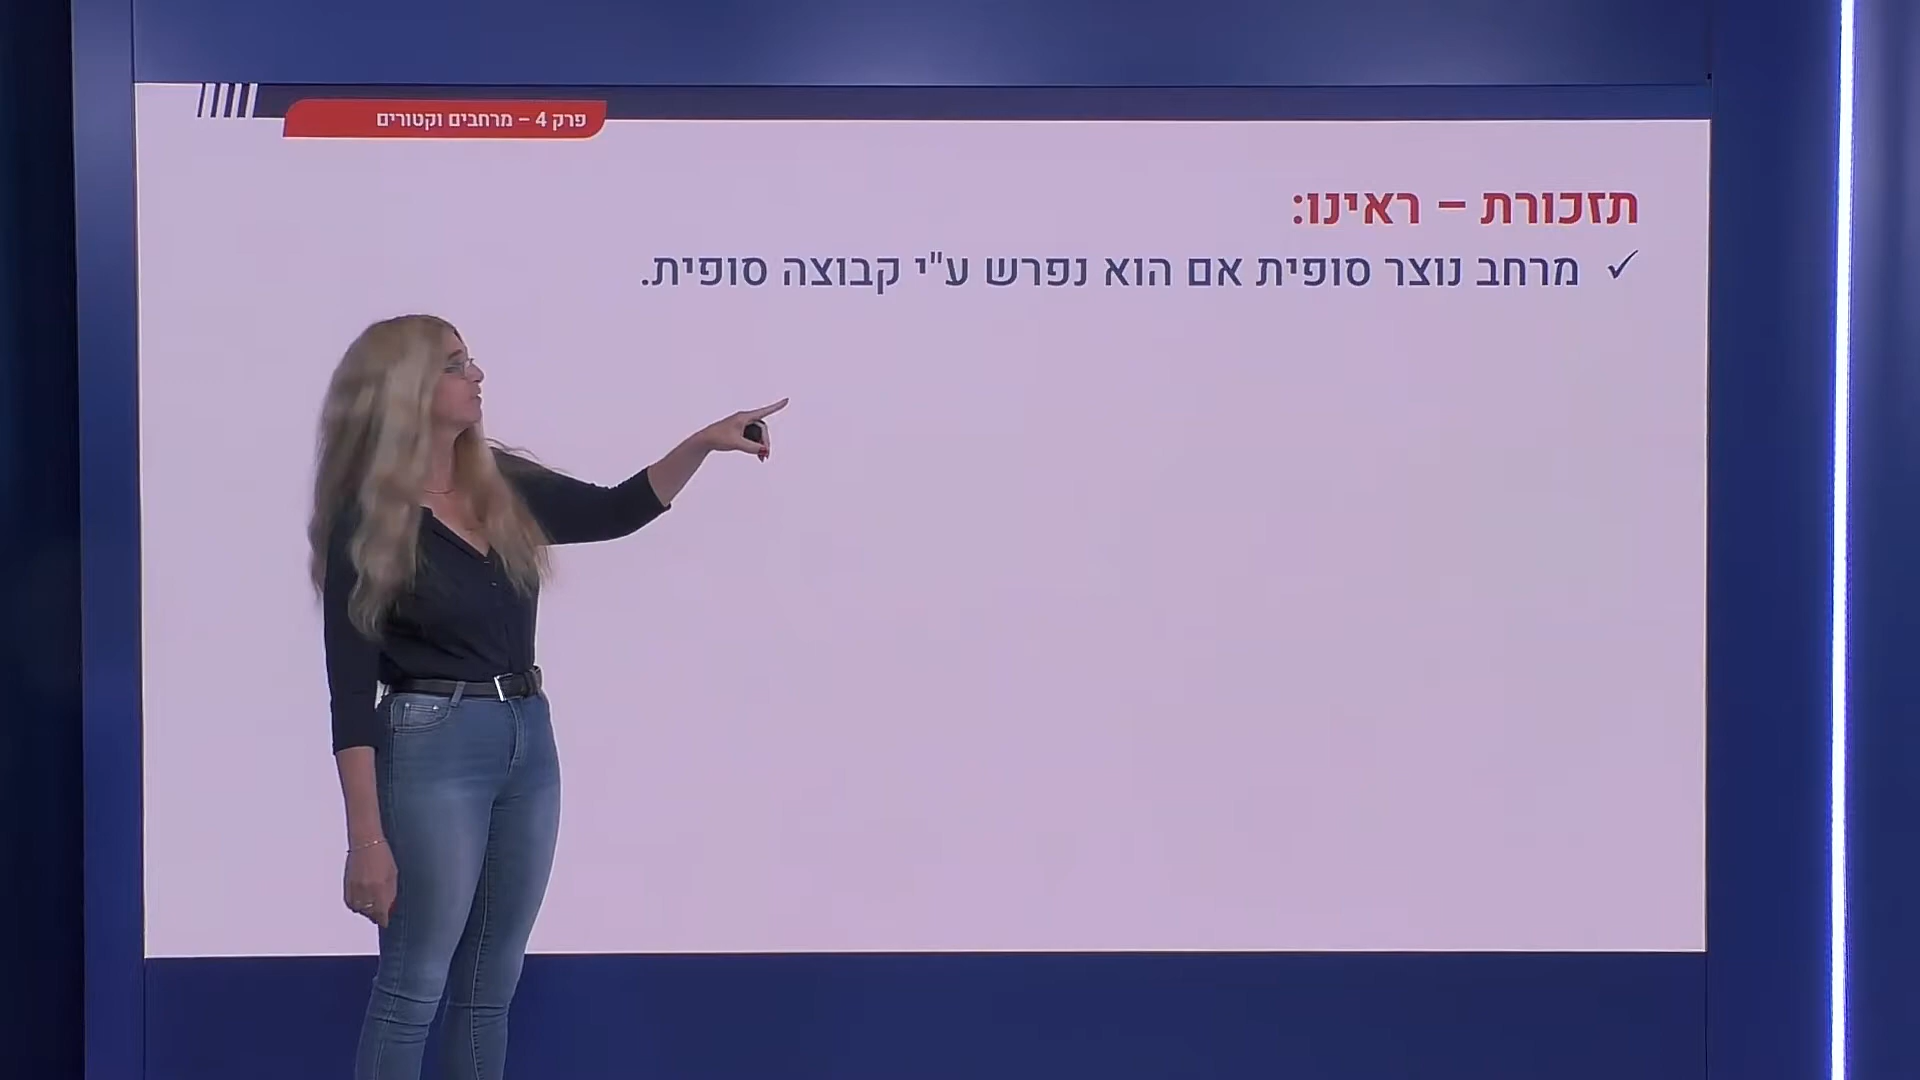 פרק 4 – מרחבים וקטורים
תזכורת – ראינו:
✓ מרחב נוצר סופית אם הוא נפרש ע"י קבוצה סופית.